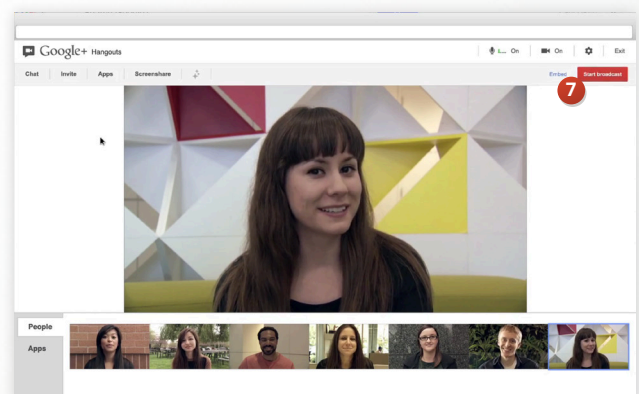 Google+ Hangouts
On
On
Exit
Chat
Invite
Apps
Screenshare
Embed
Start broadcast
7
People
Apps